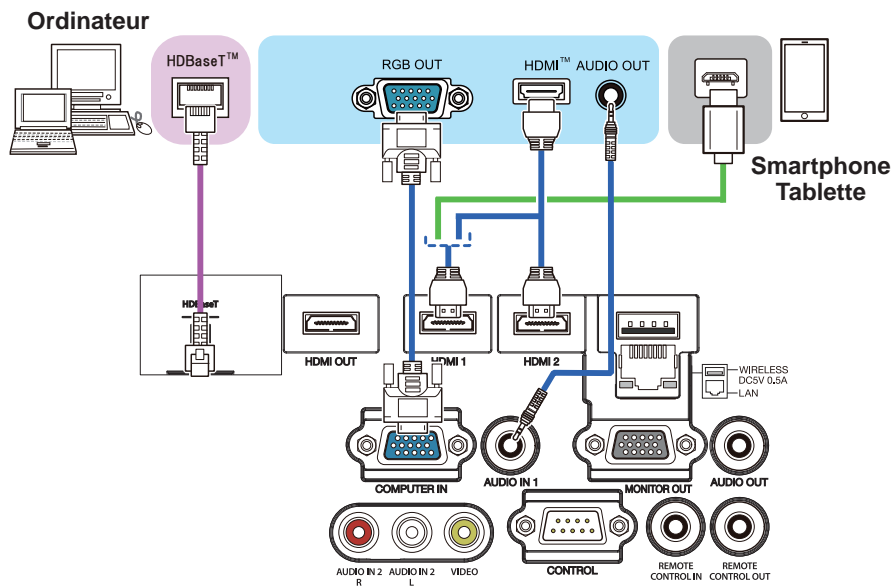 Ordinateur
HDBaseT™
RGB OUT
HDMI™
AUDIO OUT
Smartphone
Tablette
HDBaseT
HDMI OUT
HDMI 1
HDMI 2
WIRELESS
DC5V 0.5A
LAN
COMPUTER IN
AUDIO IN 1
MONITOR OUT
AUDIO OUT
AUDIO IN 2
R
AUDIO IN 2
L
VIDEO
CONTROL
REMOTE
CONTROL IN
REMOTE
CONTROL OUT